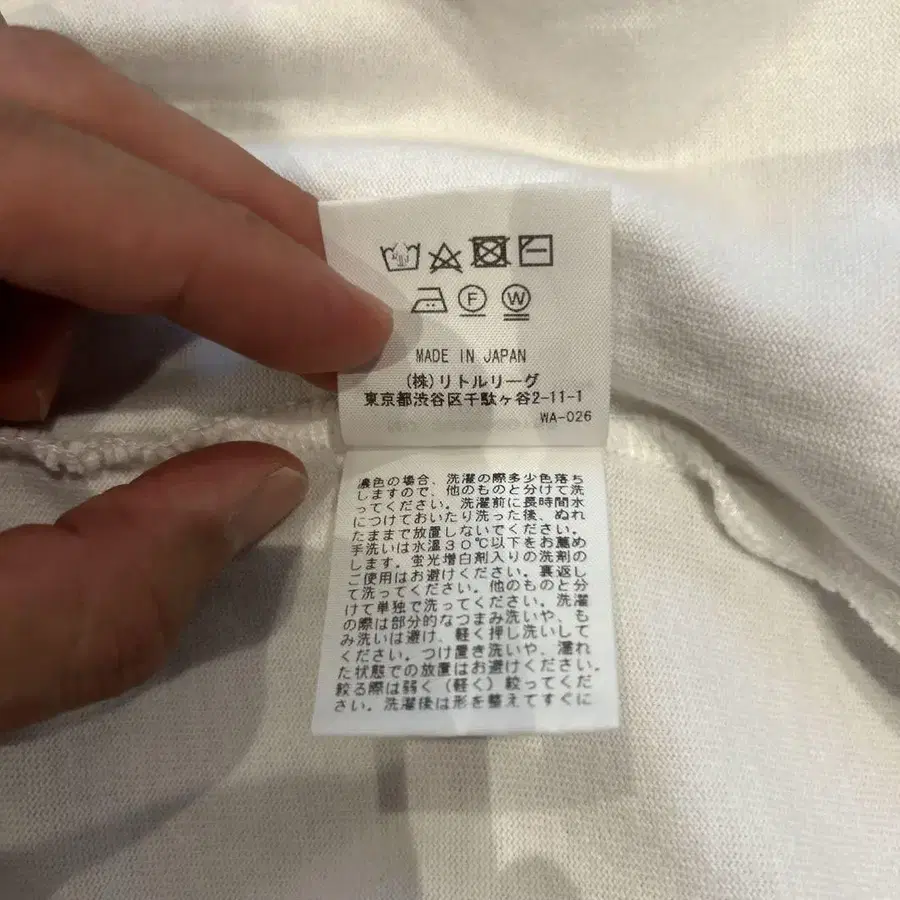 F W
MADE IN JAPAN
(株)リトルリーグ
東京都渋谷区千駄ヶ谷2-11-1
WA-026
濃色の場合、洗濯の際多少色落ち
しますので、他のものと分けて洗
ってください。洗濯前に長時間水
につけておいたり洗った後、ぬれ
たままで放置しないでください。
手洗いは水温30℃以下をお薦め
します。蛍光増白剤入りの洗剤の
ご使用はお避けください。裏返し
て洗ってください。他のものと分
けて単独で洗ってください。洗濯
の際は部分的なつまみ洗いや、も
み洗いは避け、軽く押し洗いして
ください。つけ置き洗いや、濡れ
た状態での放置はお避けください。
絞る際は弱く（軽く）絞ってくだ
さい。洗濯後は形を整えてすぐに